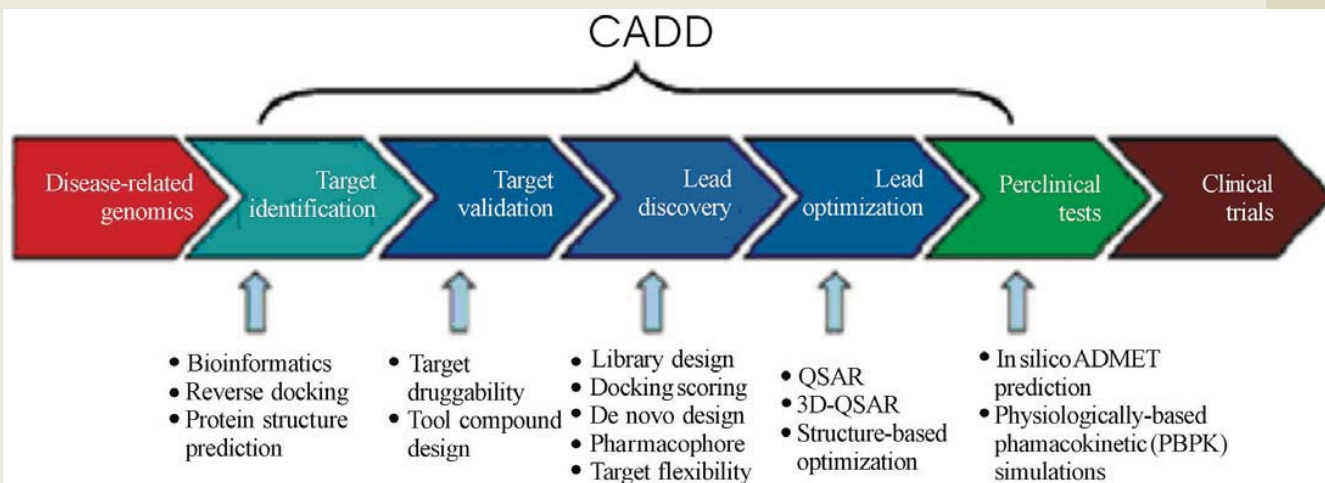 CADD
Disease-related
genomics
Target
identification
Target
validation
Lead
discovery
Lead
optimization
Perclinical
tests
Clinical
trials
• Bioinformatics
• Reverse docking
• Protein structure
prediction
• Target
druggability
• Tool compound
design
• Library design
• Docking scoring
• De novo design
• Pharmacophore
• Target flexibility
• QSAR
• 3D-QSAR
• Structure-based
optimization
• In silico ADMET
prediction
• Physiologically-based
phamacokinetic (PBPK)
simulations